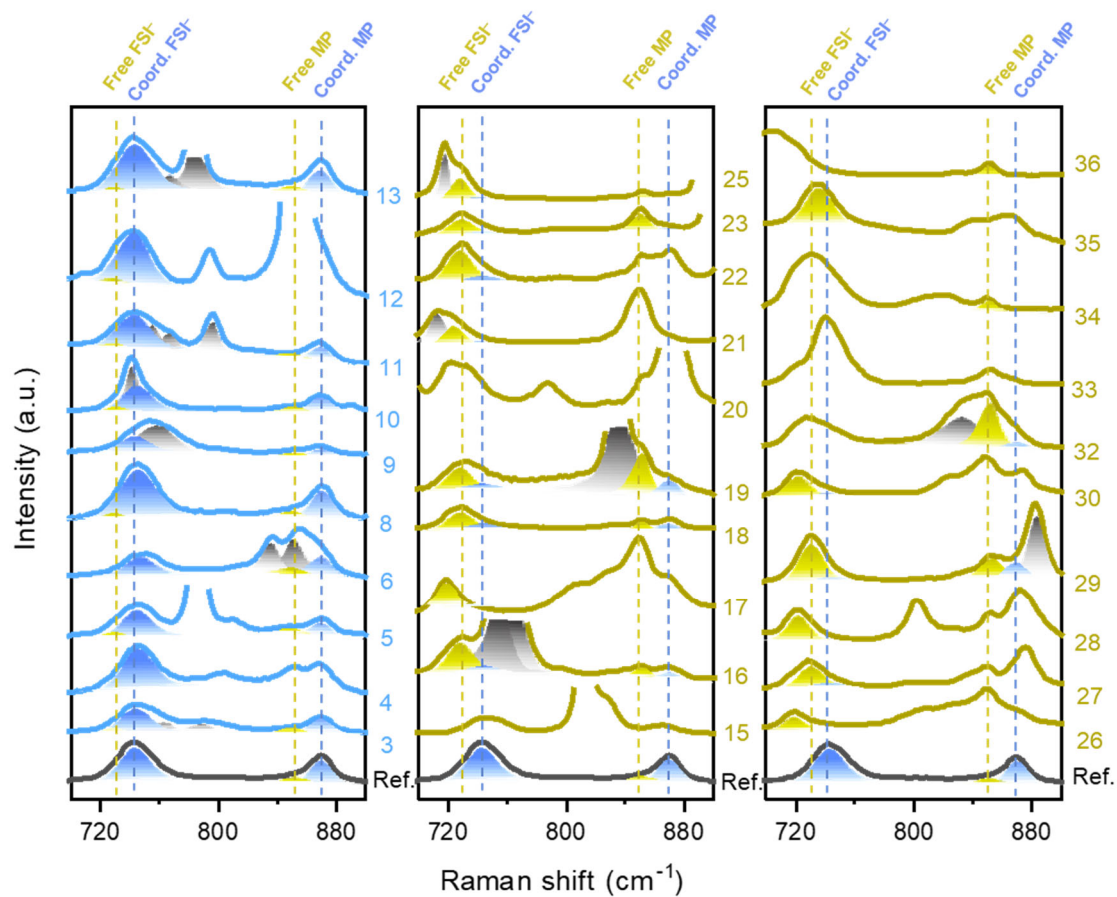 Free FSI⁻
Coord. FSI⁻
Free MP
Coord. MP
Free FSI⁻
Coord. FSI⁻
Free MP
Coord. MP
Free FSI⁻
Coord. FSI⁻
Free MP
Coord. MP
Intensity (a.u.)
13
12
11
10
9
8
6
5
4
3
Ref.
25
23
22
21
20
19
18
17
16
15
Ref.
36
35
34
33
32
30
29
28
27
26
Ref.
720 800 880
720 800 880
720 800 880
Raman shift (cm⁻¹)